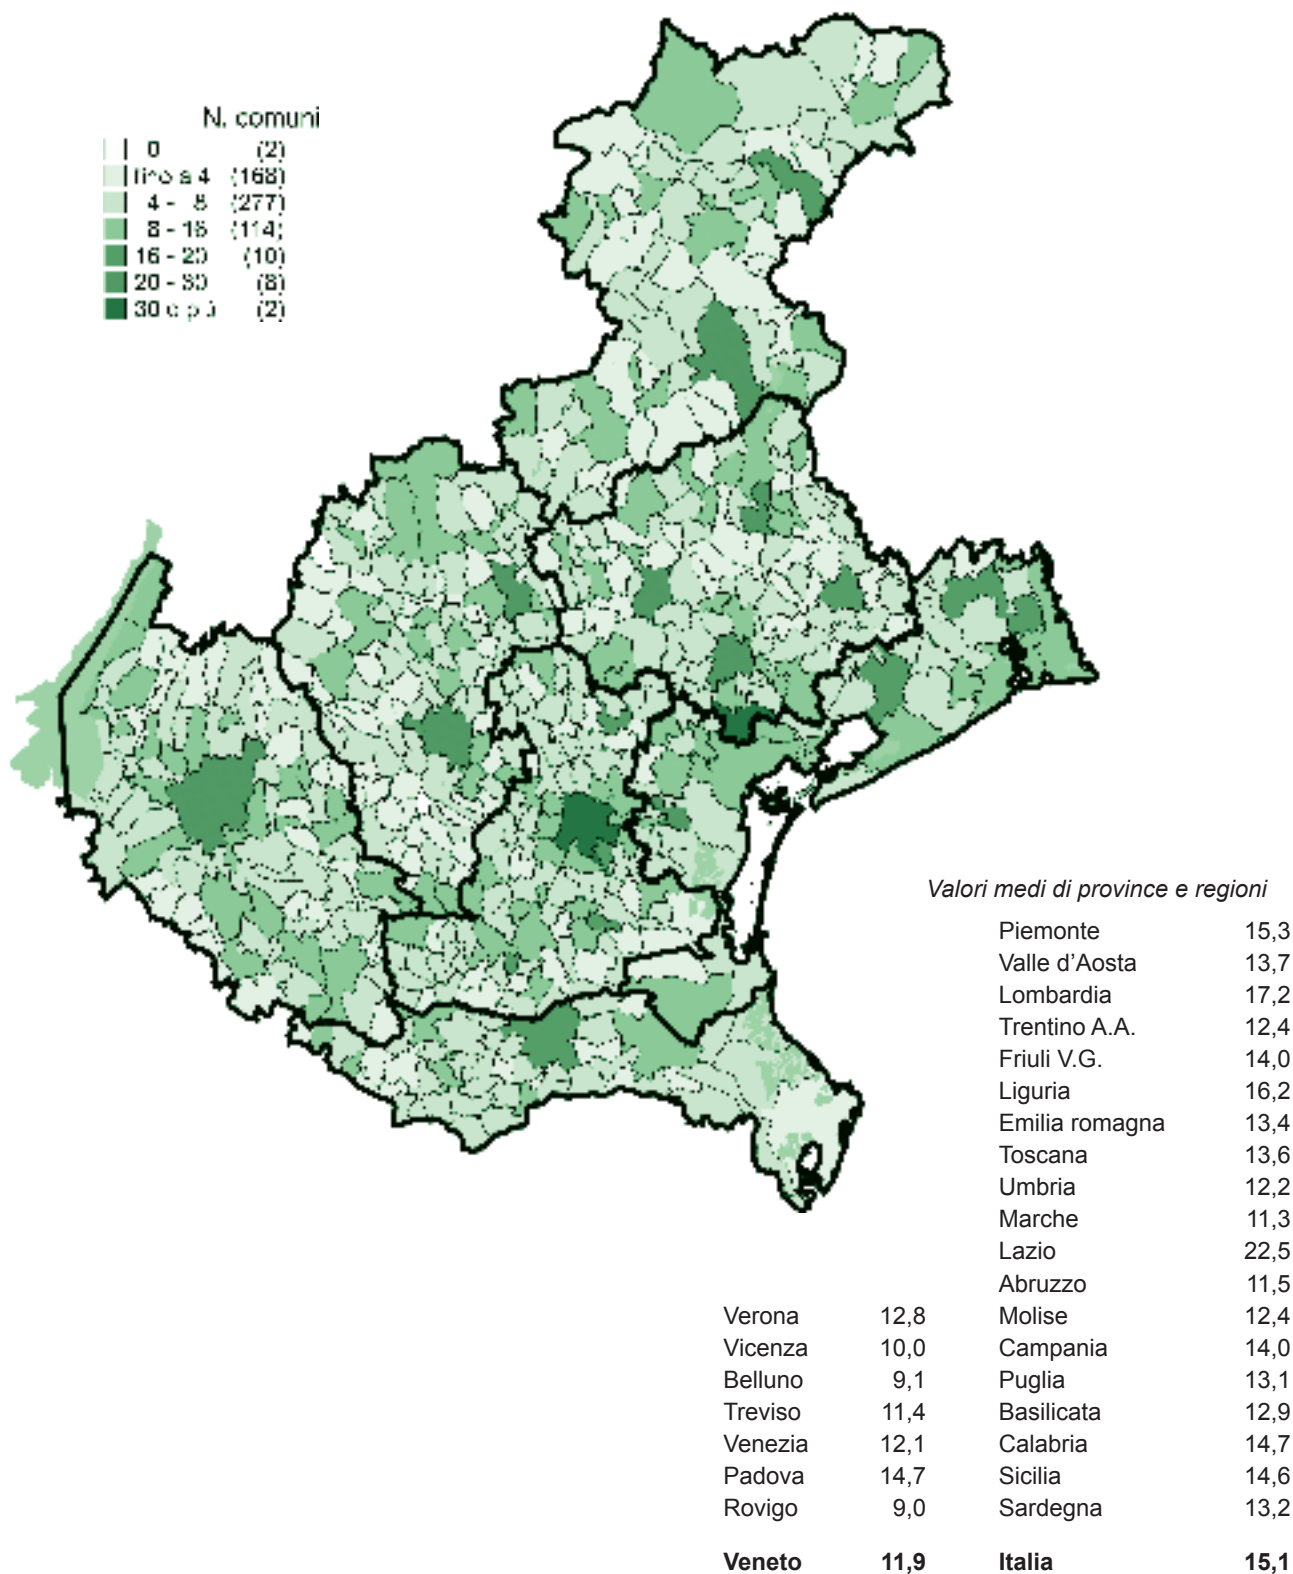 N. comuni
0 (2)
fino a 4 (168)
4 - 8 (277)
8 - 16 (114)
16 - 20 (10)
20 - 30 (8)
30 e più (2)
Valori medi di province e regioni
Piemonte 15,3
Valle d’Aosta 13,7
Lombardia 17,2
Trentino A.A. 12,4
Friuli V.G. 14,0
Liguria 16,2
Emilia romagna 13,4
Toscana 13,6
Umbria 12,2
Marche 11,3
Lazio 22,5
Abruzzo 11,5
Verona 12,8 Molise 12,4
Vicenza 10,0 Campania 14,0
Belluno 9,1 Puglia 13,1
Treviso 11,4 Basilicata 12,9
Venezia 12,1 Calabria 14,7
Padova 14,7 Sicilia 14,6
Rovigo 9,0 Sardegna 13,2
Veneto 11,9 Italia 15,1